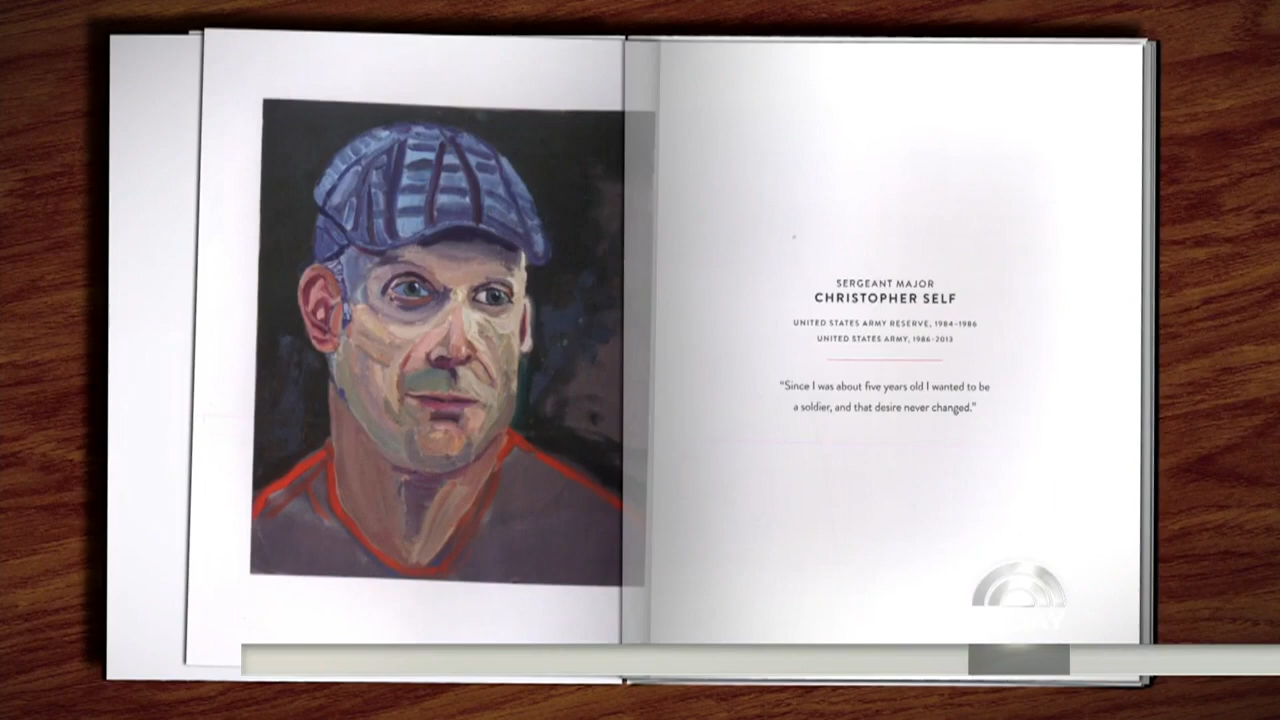 SERGEANT MAJOR
CHRISTOPHER SELF
UNITED STATES ARMY RESERVE, 1984–1986
UNITED STATES ARMY, 1986–2013
“Since I was about five years old I wanted to be
a soldier, and that desire never changed.”